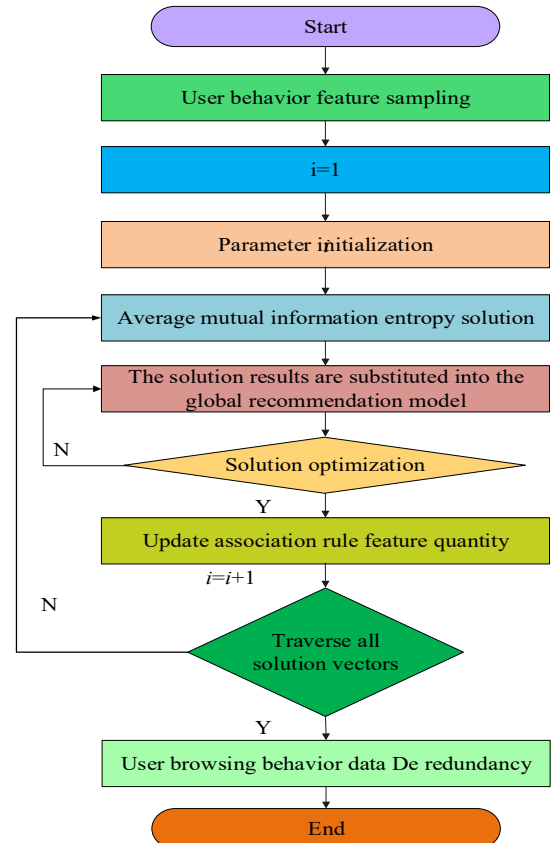 Start
User behavior feature sampling
i=1
Parameter initialization
i
Average mutual information entropy solution
The solution results are substituted into the
global recommendation model
N
Solution optimization
Y
Update association rule feature quantity
i=i+1
N
Traverse all
solution vectors
Y
User browsing behavior data De redundancy
End